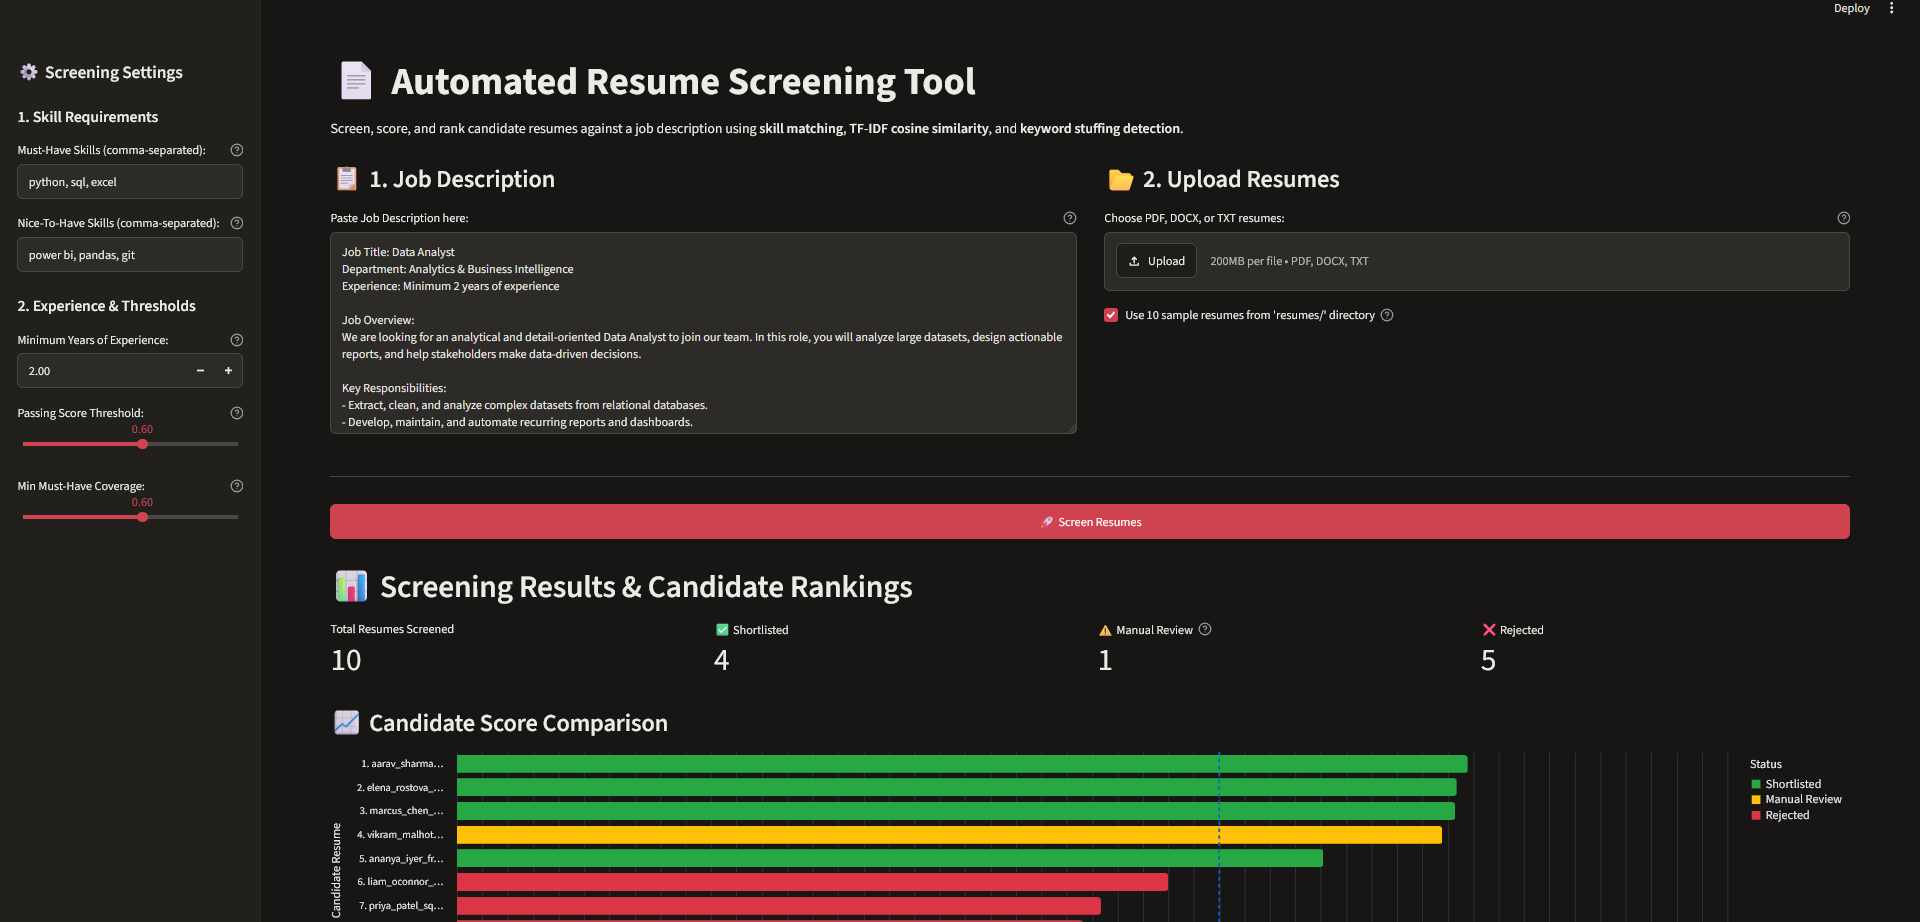 Deploy
Screening Settings
1. Skill Requirements
Must-Have Skills (comma-separated):
python, sql, excel
Nice-To-Have Skills (comma-separated):
power bi, pandas, git
2. Experience & Thresholds
Minimum Years of Experience:
2.00
Passing Score Threshold:
0.60
Min Must-Have Coverage:
0.60
Automated Resume Screening Tool
Screen, score, and rank candidate resumes against a job description using skill matching, TF-IDF cosine similarity, and keyword stuffing detection.
1. Job Description
Paste Job Description here:
Job Title: Data Analyst
Department: Analytics & Business Intelligence
Experience: Minimum 2 years of experience
Job Overview:
We are looking for an analytical and detail-oriented Data Analyst to join our team. In this role, you will analyze large datasets, design actionable
reports, and help stakeholders make data-driven decisions.
Key Responsibilities:
- Extract, clean, and analyze complex datasets from relational databases.
- Develop, maintain, and automate recurring reports and dashboards.
2. Upload Resumes
Choose PDF, DOCX, or TXT resumes:
Upload
200MB per file • PDF, DOCX, TXT
Use 10 sample resumes from 'resumes/' directory
Screen Resumes
Screening Results & Candidate Rankings
Total Resumes Screened
10
Shortlisted
4
Manual Review
1
Rejected
5
Candidate Score Comparison
Candidate Resume
1. aarav_sharma...
2. elena_rostova_...
3. marcus_chen_...
4. vikram_malhot...
5. ananya_iyer_fr...
6. liam_oconnor_...
7. priya_patel_sq...
Status
Shortlisted
Manual Review
Rejected